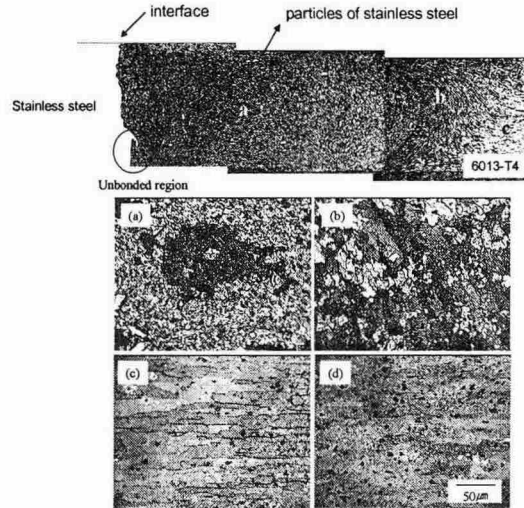 interface
particles of stainless steel
Stainless steel
a
b
c
6013-T4
Unbonded region
(a)
(b)
(c)
(d)
50㎛